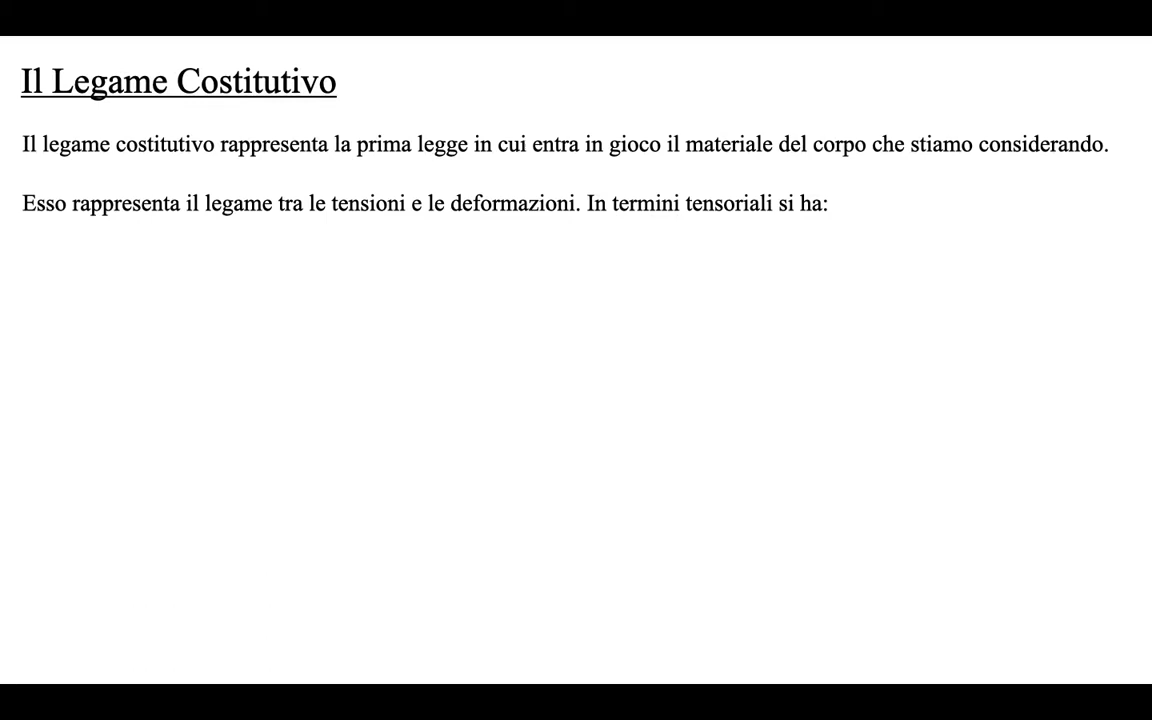 Il Legame Costitutivo
Il legame costitutivo rappresenta la prima legge in cui entra in gioco il materiale del corpo che stiamo considerando.
Esso rappresenta il legame tra le tensioni e le deformazioni. In termini tensoriali si ha: